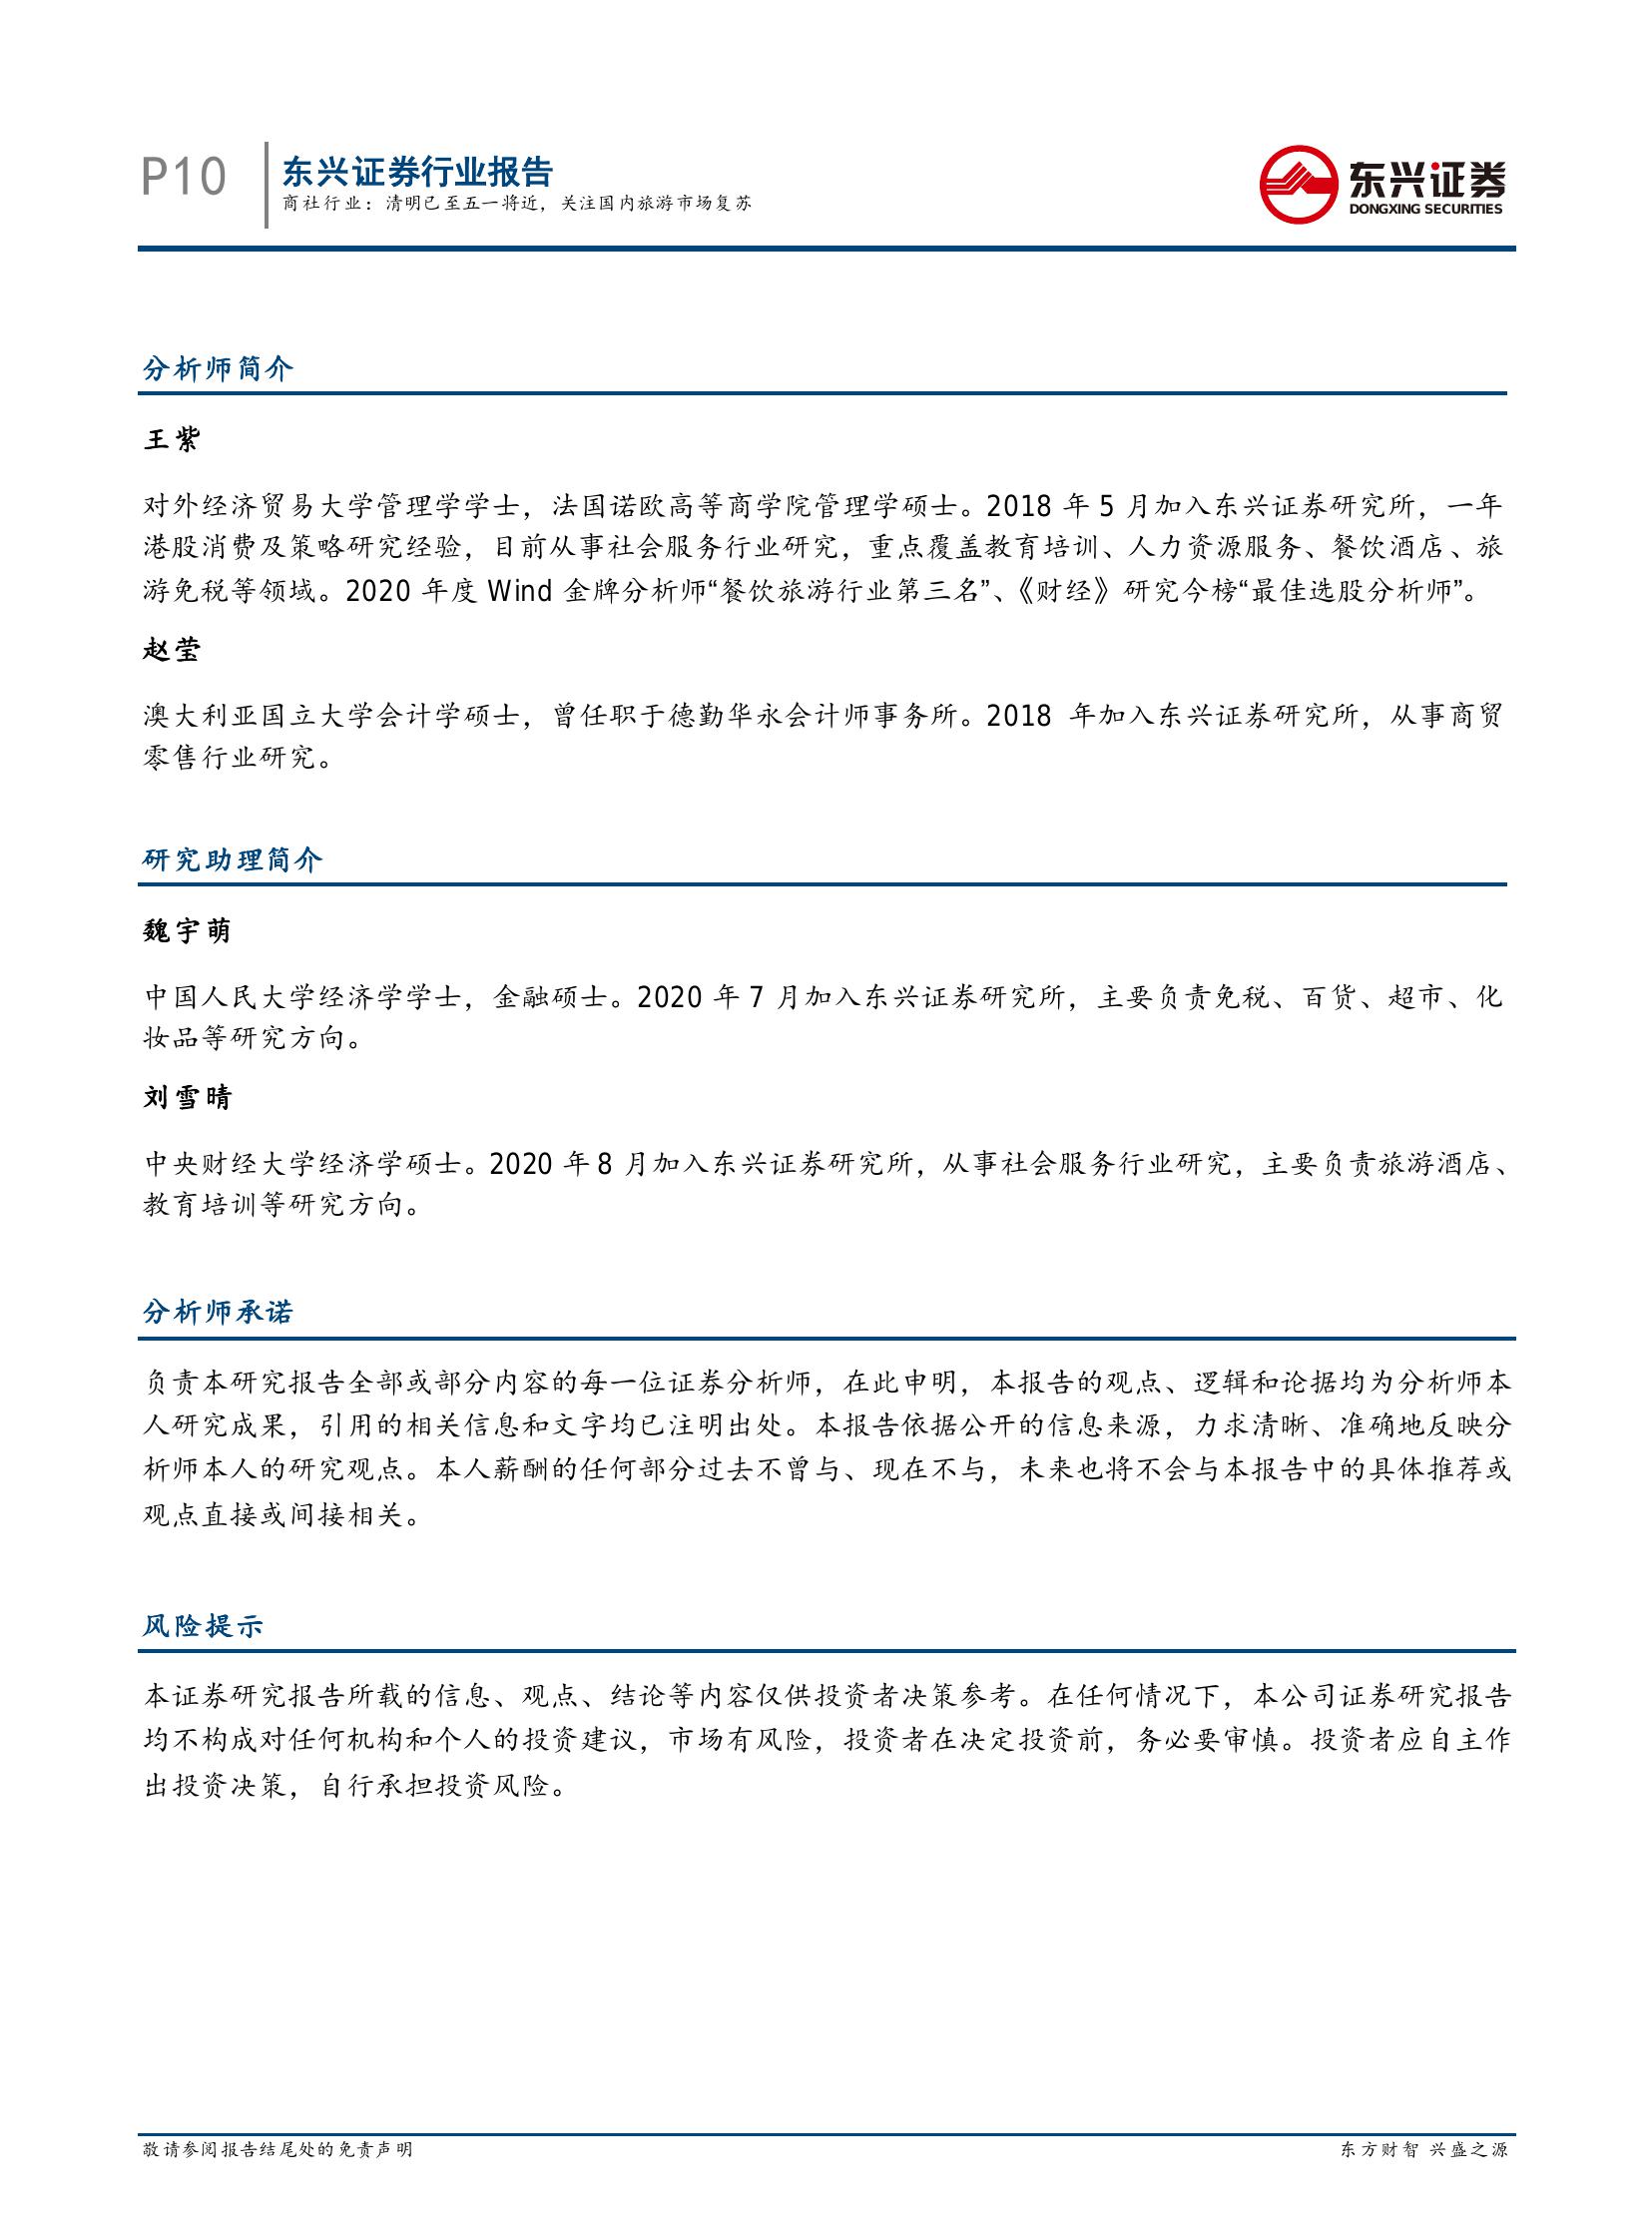 P10
东兴证券行业报告
商社行业：清明已至五一将近，关注国内旅游市场复苏
东兴证券
DONGXING SECURITIES
分析师简介
王紫
对外经济贸易大学管理学学士，法国诺欧高等商学院管理学硕士。2018 年 5 月加入东兴证券研究所，一年
港股消费及策略研究经验，目前从事社会服务行业研究，重点覆盖教育培训、人力资源服务、餐饮酒店、旅
游免税等领域。2020 年度 Wind 金牌分析师“餐饮旅游行业第三名”、《财经》研究今榜“最佳选股分析师”。
赵莹
澳大利亚国立大学会计学硕士，曾任职于德勤华永会计师事务所。2018 年加入东兴证券研究所，从事商贸
零售行业研究。
研究助理简介
魏宇萌
中国人民大学经济学学士，金融硕士。2020 年 7 月加入东兴证券研究所，主要负责免税、百货、超市、化
妆品等研究方向。
刘雪晴
中央财经大学经济学硕士。2020 年 8 月加入东兴证券研究所，从事社会服务行业研究，主要负责旅游酒店、
教育培训等研究方向。
分析师承诺
负责本研究报告全部或部分内容的每一位证券分析师，在此申明，本报告的观点、逻辑和论据均为分析师本
人研究成果，引用的相关信息和文字均已注明出处。本报告依据公开的信息来源，力求清晰、准确地反映分
析师本人的研究观点。本人薪酬的任何部分过去不曾与、现在不与，未来也将不会与本报告中的具体推荐或
观点直接或间接相关。
风险提示
本证券研究报告所载的信息、观点、结论等内容仅供投资者决策参考。在任何情况下，本公司证券研究报告
均不构成对任何机构和个人的投资建议，市场有风险，投资者在决定投资前，务必要审慎。投资者应自主作
出投资决策，自行承担投资风险。
敬请参阅报告结尾处的免责声明
东方财智 兴盛之源